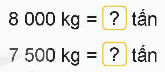 8 000 kg = ? tấn
7 500 kg = ? tấn